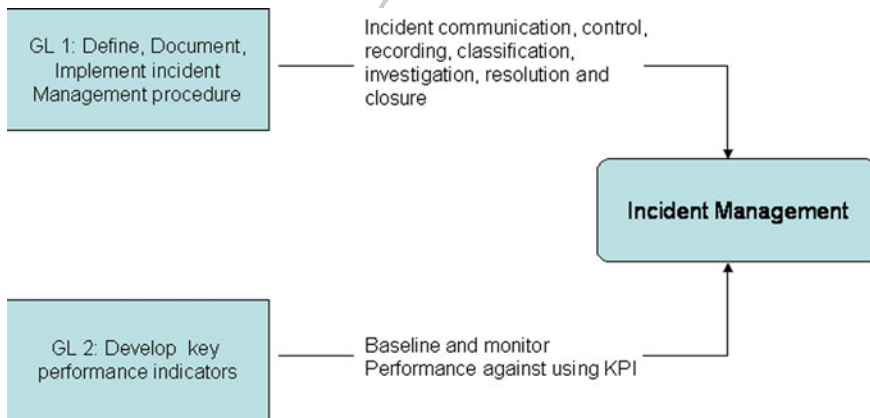 GL 1: Define, Document,
Implement incident
Management procedure
Incident communication, control,
recording, classification,
investigation, resolution and
closure
Incident Management
GL 2: Develop key
performance indicators
Baseline and monitor
Performance against using KPI